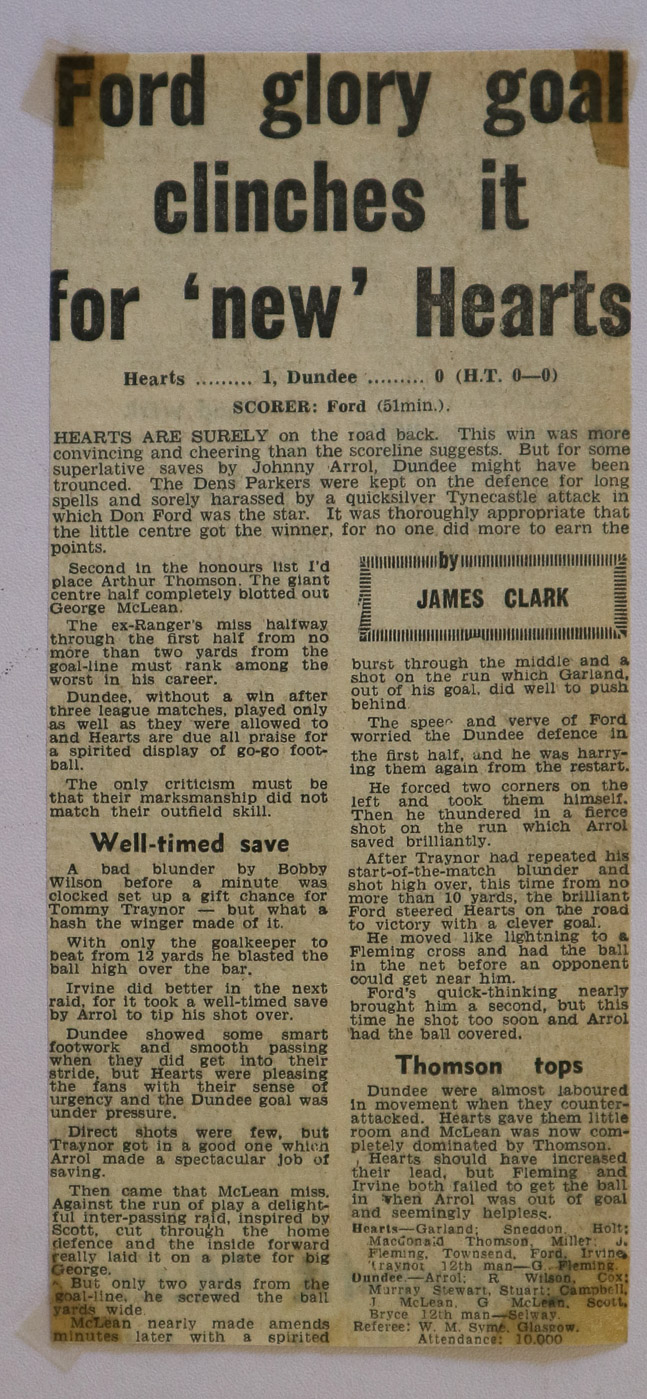 Ford glory goal
clinches it
for ‘new’ Hearts
Hearts ......... 1, Dundee ......... 0 (H.T. 0—0)
SCORER: Ford (51min.).
HEARTS ARE SURELY on the road back. This win was more
convincing and cheering than the scoreline suggests. But for some
superlative saves by Johnny Arrol, Dundee might have been
trounced. The Dens Parkers were kept on the defence for long
spells and sorely harassed by a quicksilver Tynecastle attack in
which Don Ford was the star. It was thoroughly appropriate that
the little centre got the winner, for no one did more to earn the
points.
Second in the honours list I'd
place Arthur Thomson. The giant
centre half completely blotted out
George McLean.
The ex-Ranger's miss halfway
through the first half from no
more than two yards from the
goal-line must rank among the
worst in his career.
Dundee, without a win after
three league matches, played only
as well as they were allowed to
and Hearts are due all praise for
a spirited display of go-go foot-
ball.
The only criticism must be
that their marksmanship did not
match their outfield skill.
Well-timed save
A bad blunder by Bobby
Wilson before a minute was
clocked set up a gift chance for
Tommy Traynor — but what a
hash the winger made of it.
With only the goalkeeper to
beat from 12 yards he blasted the
ball high over the bar.
Irvine did better in the next
raid, for it took a well-timed save
by Arrol to tip his shot over.
Dundee showed some smart
footwork and smooth passing
when they did get into their
stride, but Hearts were pleasing
the fans with their sense of
urgency and the Dundee goal was
under pressure.
Direct shots were few, but
Traynor got in a good one which
Arrol made a spectacular job of
saving.
Then came that McLean miss.
Against the run of play a delight-
ful inter-passing raid, inspired by
Scott, cut through the home
defence and the inside forward
really laid it on a plate for big
George.
But only two yards from the
goal-line, he screwed the ball
yards wide
McLean nearly made amends
minutes later with a spirited
by
JAMES CLARK
burst through the middle and a
shot on the run which Garland,
out of his goal, did well to push
behind
The speed and verve of Ford
worried the Dundee defence in
the first half, and he was harry-
ing them again from the restart.
He forced two corners on the
left and took them himself.
Then he thundered in a fierce
shot on the run which Arrol
saved brilliantly.
After Traynor had repeated his
start-of-the-match blunder and
shot high over, this time from no
more than 10 yards, the brilliant
Ford steered Hearts on the road
to victory with a clever goal.
He moved like lightning to a
Fleming cross and had the ball
in the net before an opponent
could get near him.
Ford's quick-thinking nearly
brought him a second, but this
time he shot too soon and Arrol
had the ball covered.
Thomson tops
Dundee were almost laboured
in movement when they counter-
attacked. Hearts gave them little
room and McLean was now com-
pletely dominated by Thomson.
Hearts should have increased
their lead, but Fleming and
Irvine both failed to get the ball
in when Arrol was out of goal
and seemingly helpless.
Hearts—Garland; Sneddon, Holt;
MacDonald Thomson, Miller; J.
Fleming, Townsend, Ford, Irvine,
Traynor 12th man—G. Fleming.
Dundee.—Arrol; R Wilson, Cox;
Murray Stewart, Stuart; Campbell,
J McLean, G McLean, Scott,
Bryce 12th man—Selway.
Referee: W. M. Syme, Glasgow.
Attendance: 10,000